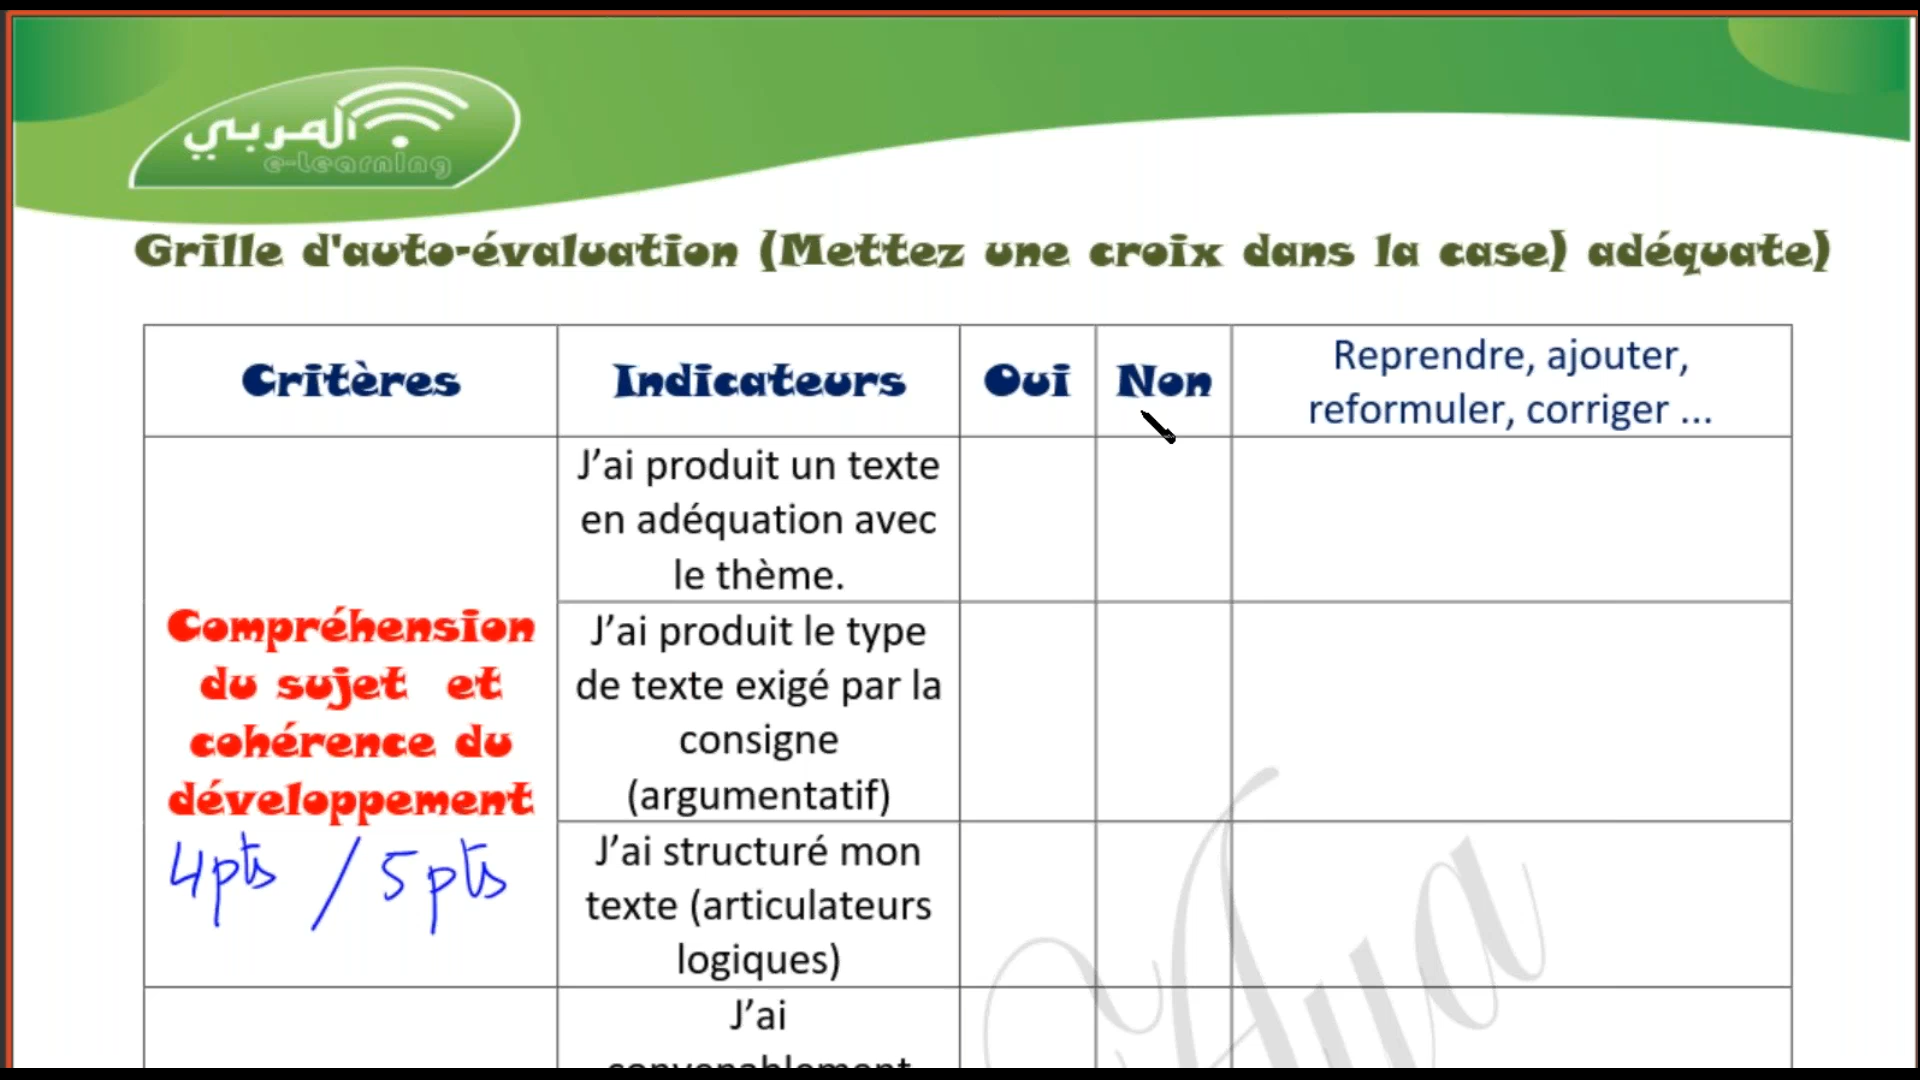 المربي
e-learning
Grille d'auto-évaluation (Mettez une croix dans la case) adéquate)
Critères
Indicateurs
Oui
Non
Reprendre, ajouter,
reformuler, corriger ...
Compréhension
du sujet et
cohérence du
développement
4pts / 5pts
J’ai produit un texte
en adéquation avec
le thème.
J’ai produit le type
de texte exigé par la
consigne
(argumentatif)
J’ai structuré mon
texte (articulateurs
logiques)
J’ai
convenablement
Aya